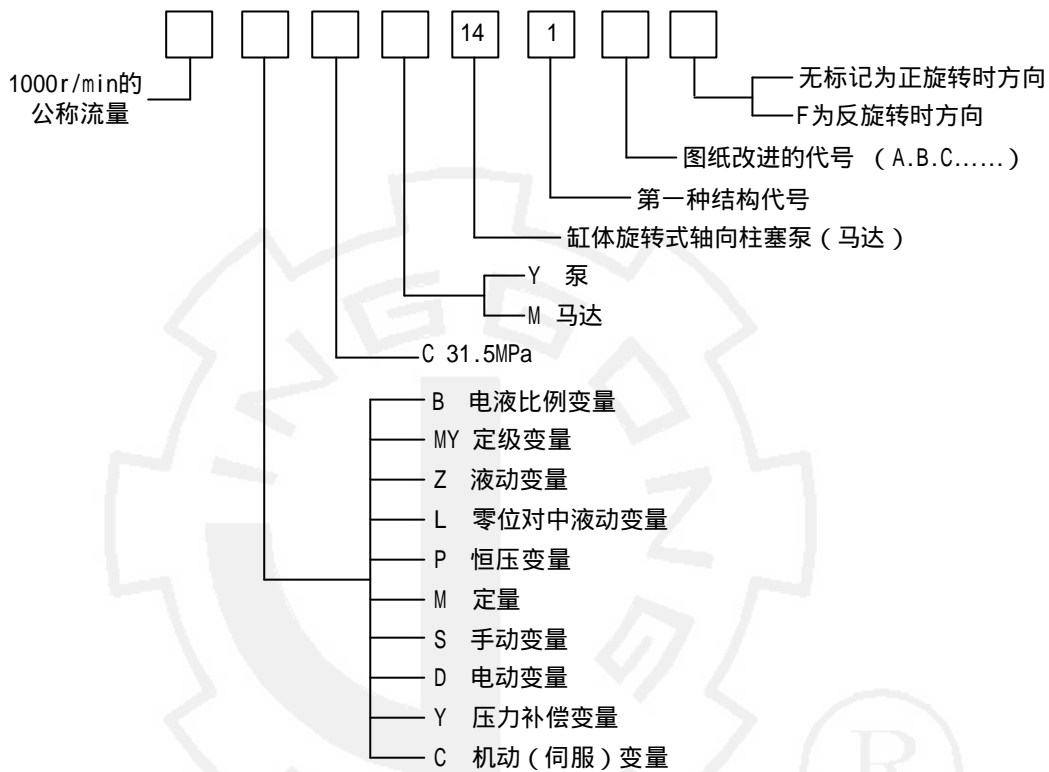 14 1
1000r/min的
公称流量
无标记为正旋转时方向
F为反旋转时方向
图纸改进的代号 （A.B.C......）
第一种结构代号
缸体旋转式轴向柱塞泵（马达）
Y 泵
M 马达
C 31.5MPa
B 电液比例变量
MY 定级变量
Z 液动变量
L 零位对中液动变量
P 恒压变量
M 定量
S 手动变量
D 电动变量
Y 压力补偿变量
C 机动（伺服）变量
INGGONG
R